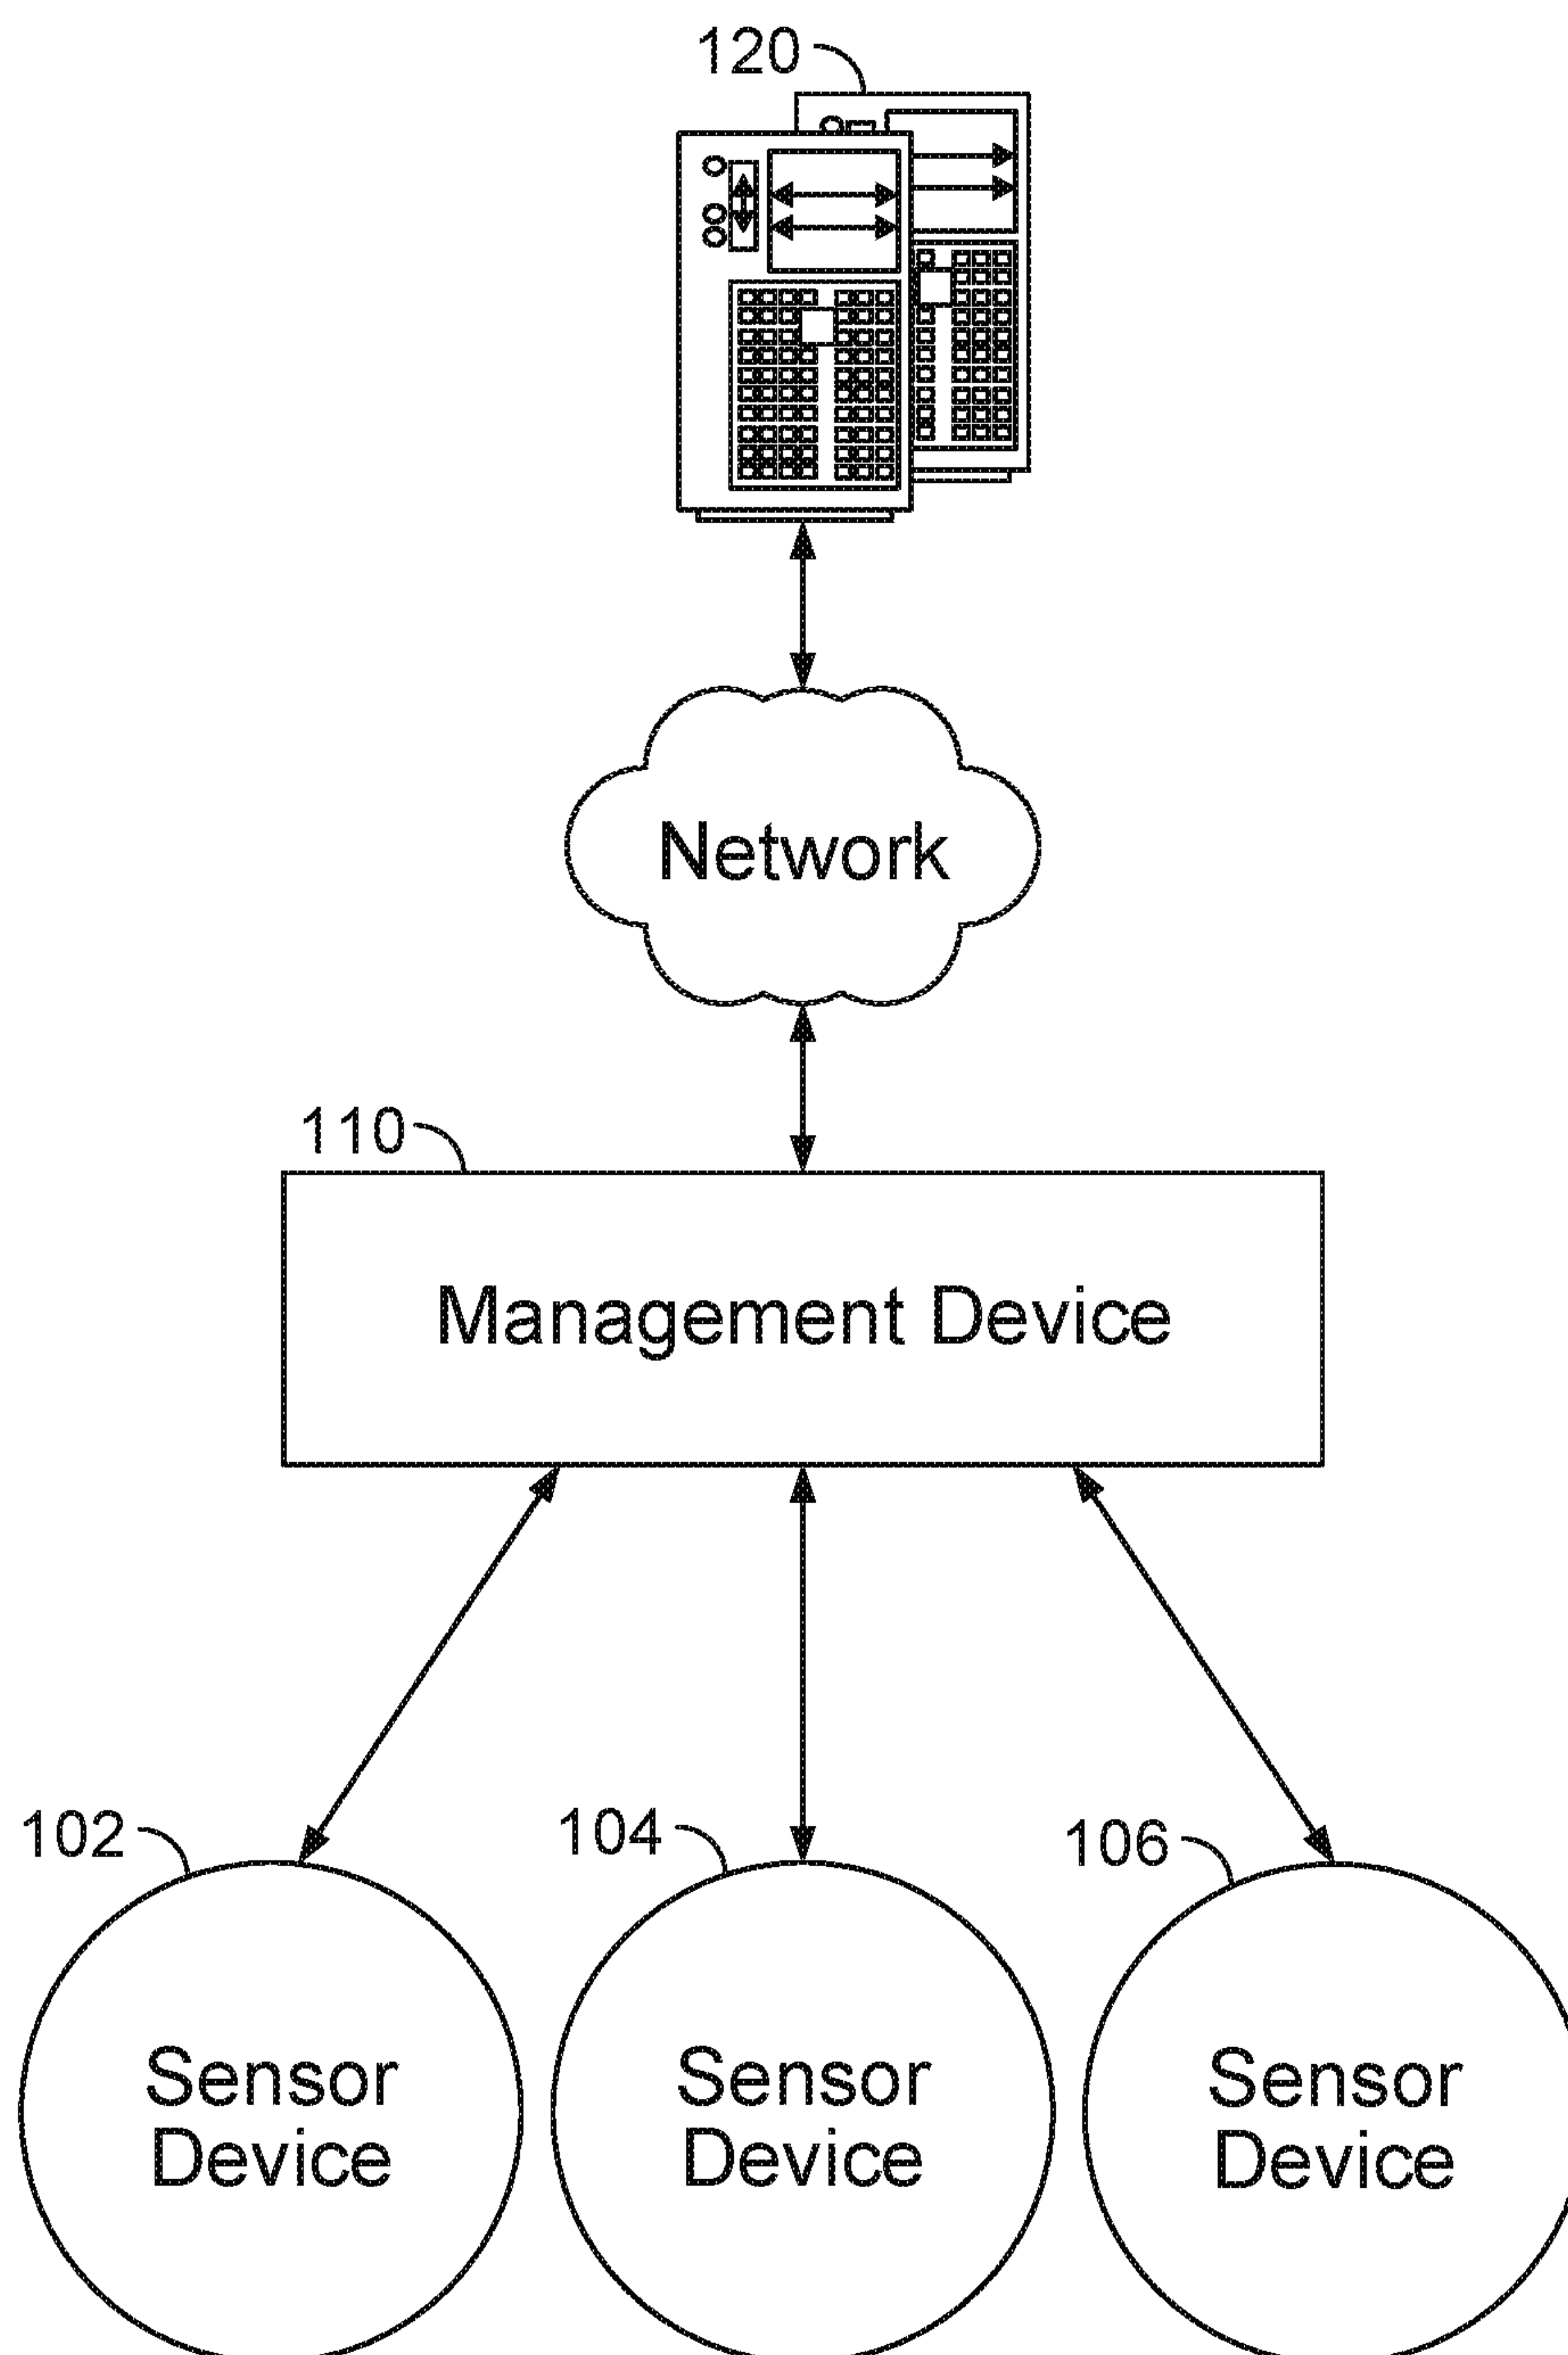 120
Network
110
Management Device
102
104
106
Sensor
Device
Sensor
Device
Sensor
Device